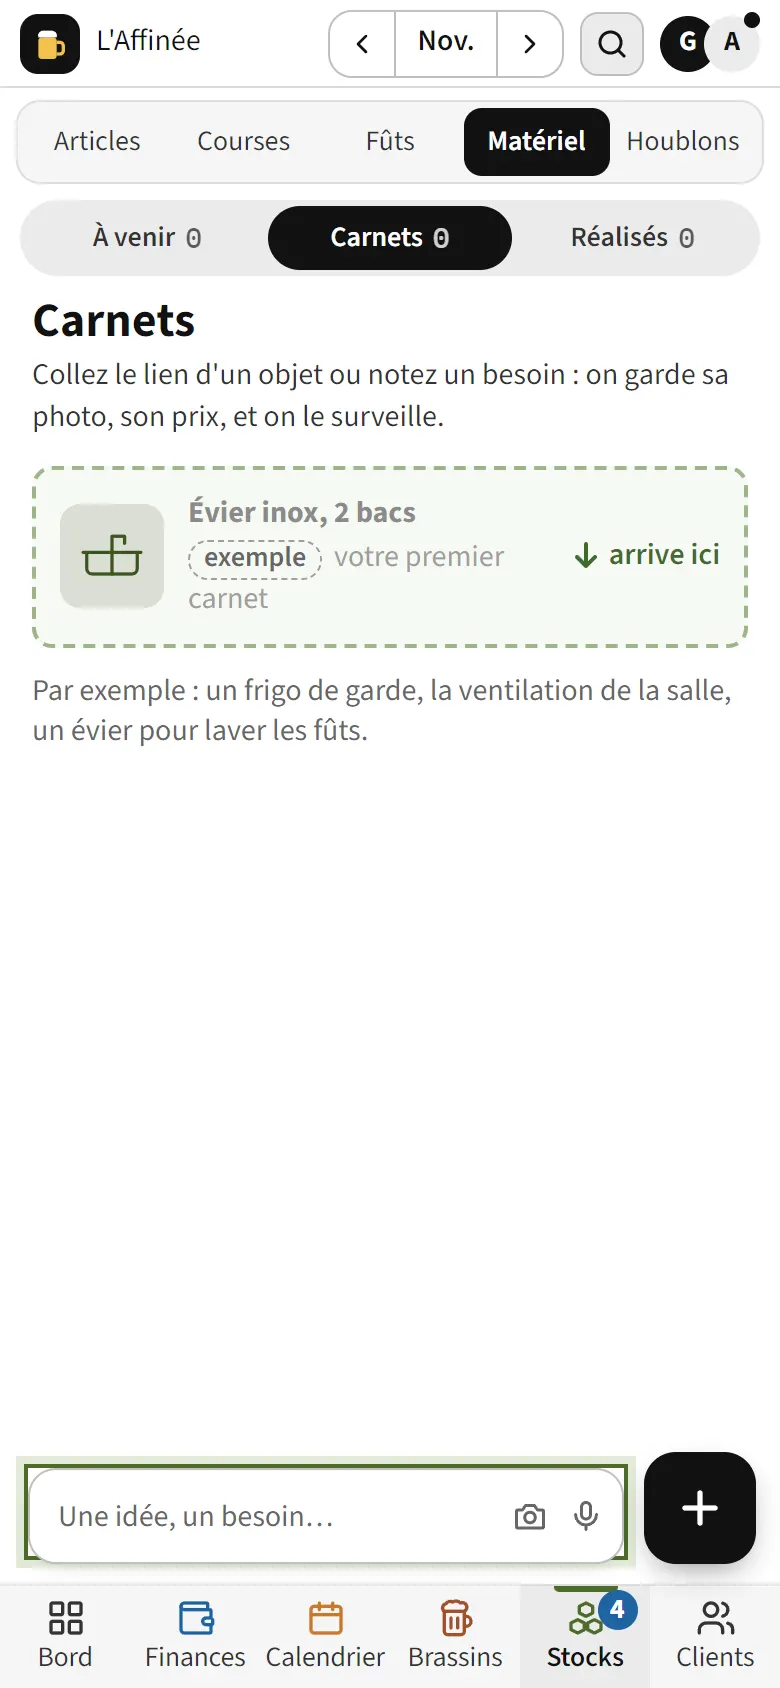 L'Affinée
Nov.
G A
Articles Courses Fûts Matériel Houblons
À venir 0 Carnets 0 Réalisés 0
Carnets
Collez le lien d'un objet ou notez un besoin : on garde sa
photo, son prix, et on le surveille.
Évier inox, 2 bacs
exemple votre premier
carnet
↓ arrive ici
Par exemple : un frigo de garde, la ventilation de la salle,
un évier pour laver les fûts.
Une idée, un besoin…
4
Bord Finances Calendrier Brassins Stocks Clients